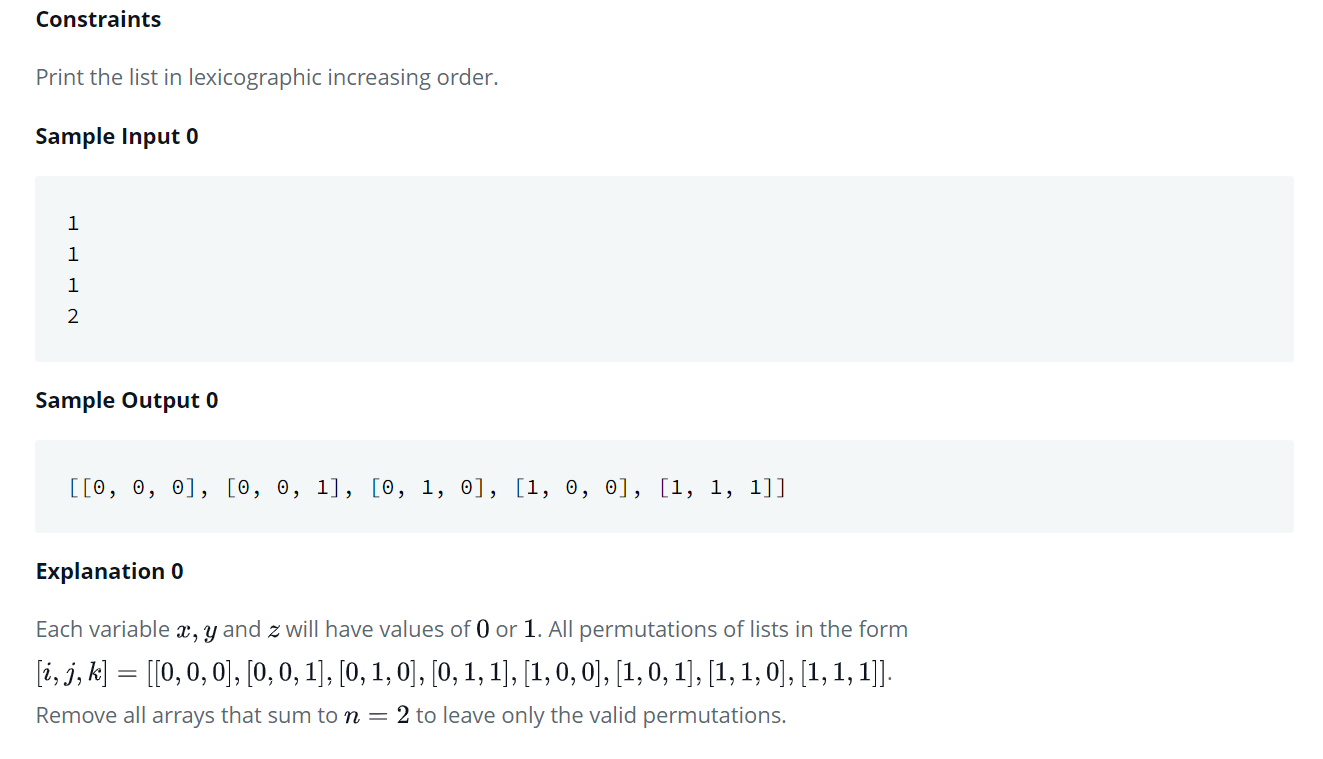 Constraints
Print the list in lexicographic increasing order.
Sample Input 0
1
1
1
2
Sample Output 0
[[0, 0, 0], [0, 0, 1], [0, 1, 0], [1, 0, 0], [1, 1, 1]]
Explanation 0
Each variable x, y and z will have values of 0 or 1. All permutations of lists in the form
[i, j, k] = [[0, 0, 0], [0, 0, 1], [0, 1, 0], [0, 1, 1], [1, 0, 0], [1, 0, 1], [1, 1, 0], [1, 1, 1]].
Remove all arrays that sum to n = 2 to leave only the valid permutations.